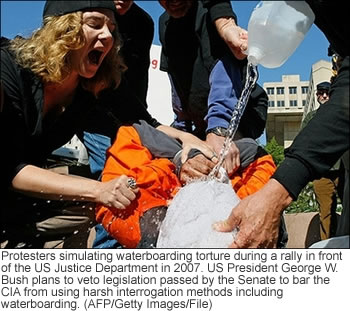 Protesters simulating waterboarding torture during a rally in front
of the US Justice Department in 2007. US President George W.
Bush plans to veto legislation passed by the Senate to bar the
CIA from using harsh interrogation methods including
waterboarding. (AFP/Getty Images/File)